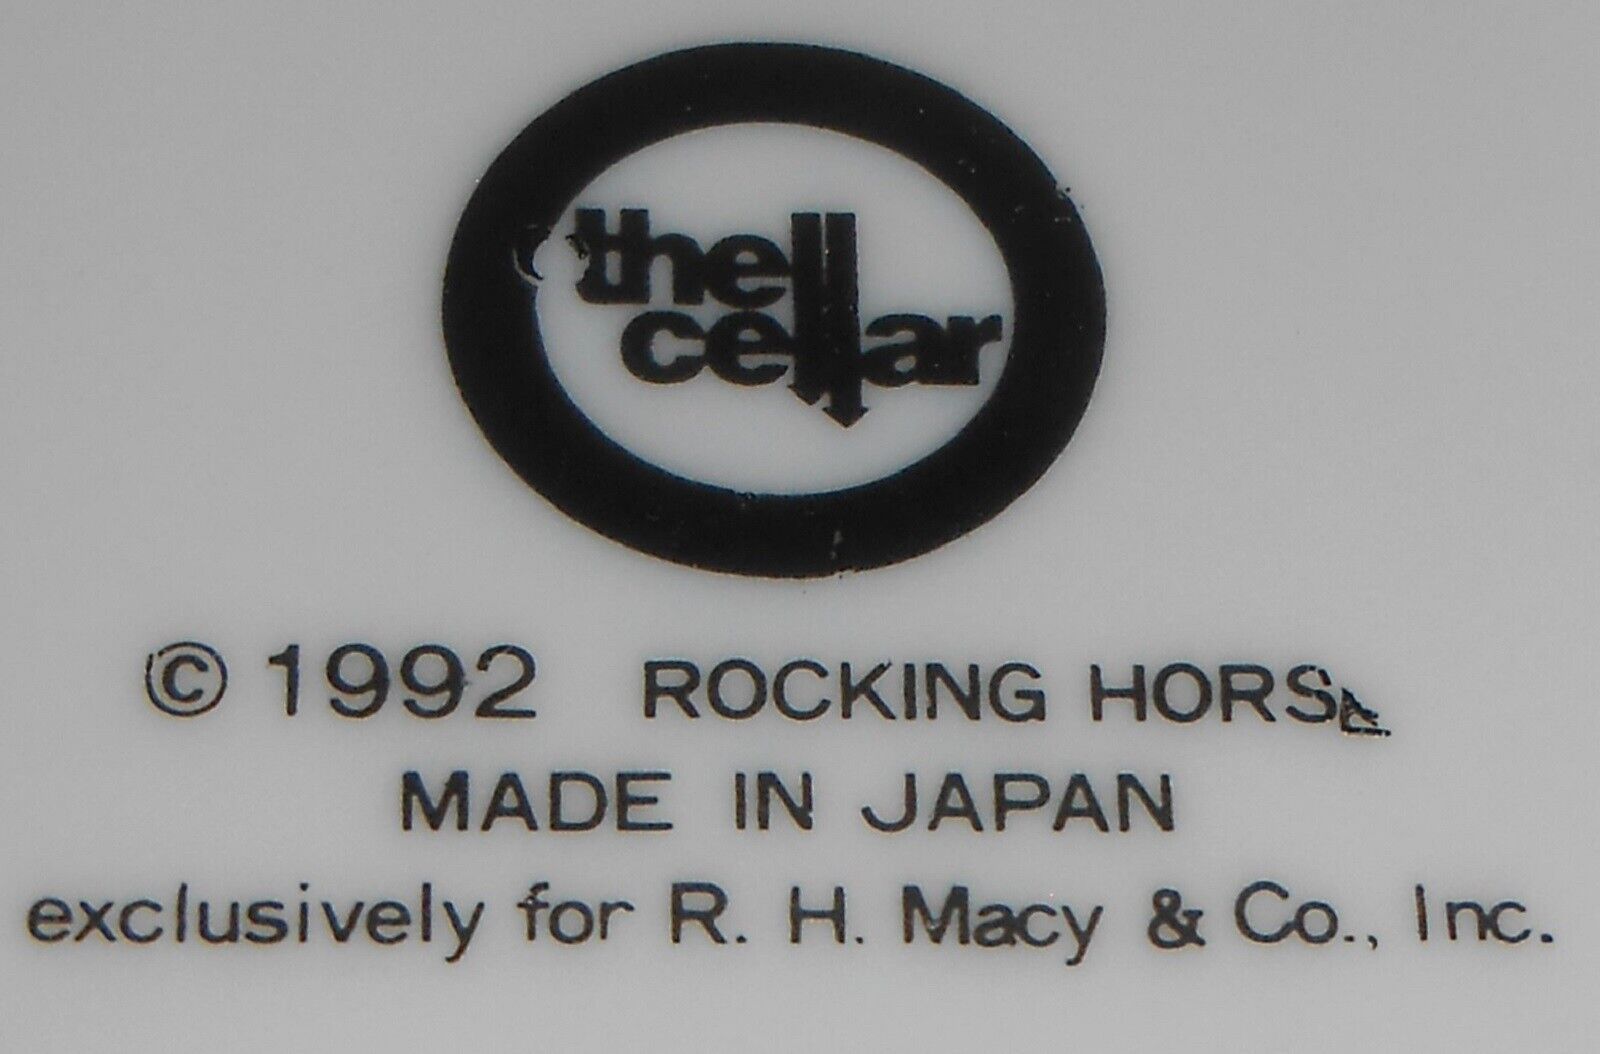 the
cellar
© 1992 ROCKING HORSE
MADE IN JAPAN
exclusively for R. H. Macy & Co., Inc.